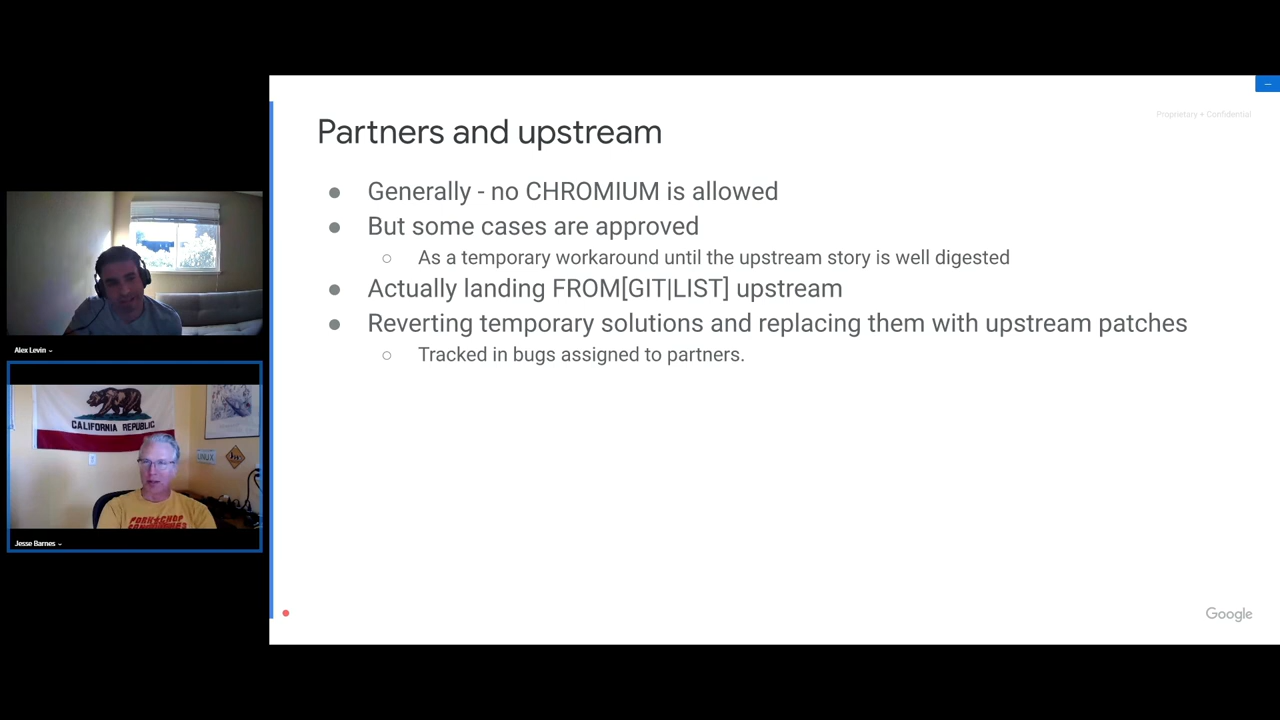 Proprietary + Confidential
Partners and upstream
● Generally - no CHROMIUM is allowed
● But some cases are approved
○ As a temporary workaround until the upstream story is well digested
● Actually landing FROM[GIT|LIST] upstream
● Reverting temporary solutions and replacing them with upstream patches
○ Tracked in bugs assigned to partners.
Google
Alex Levin
CALIFORNIA REPUBLIC
UNIX
Jesse Barnes